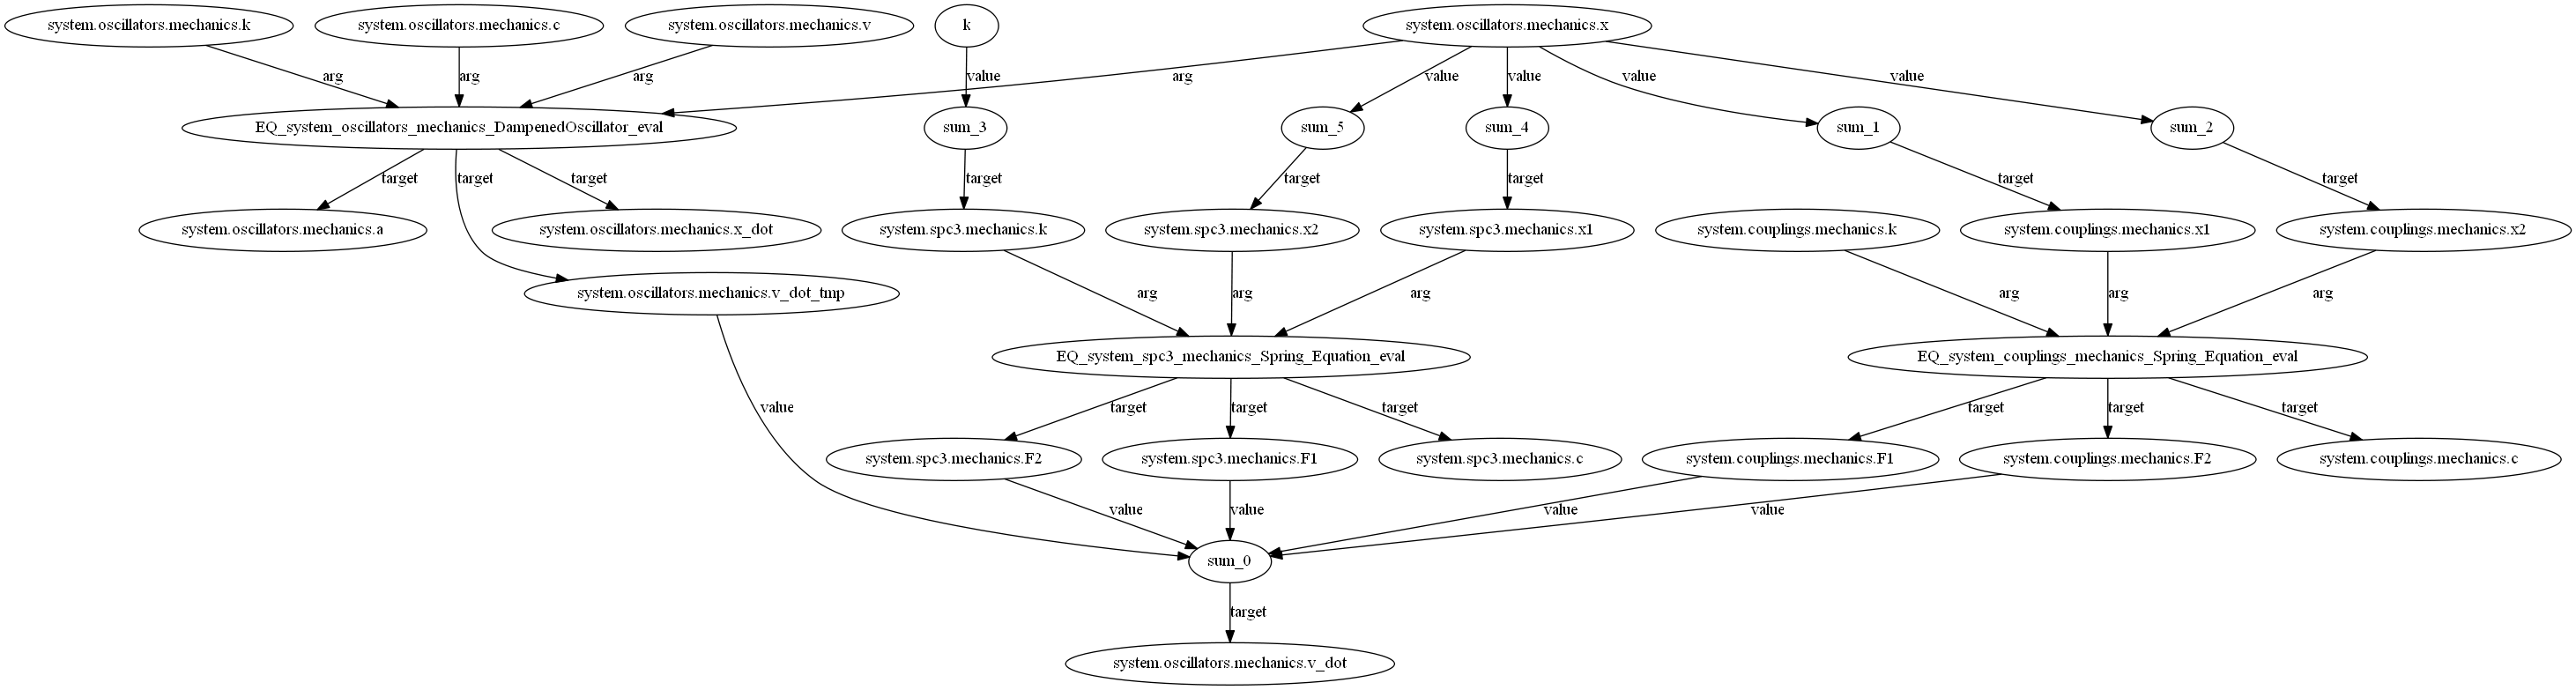 system.oscillators.mechanics.k
system.oscillators.mechanics.c
system.oscillators.mechanics.v
k
system.oscillators.mechanics.x
arg
arg
arg
value
arg
value
value
value
value
EQ_system_oscillators_mechanics_DampenedOscillator_eval
sum_3
sum_5
sum_4
sum_1
sum_2
target
target
target
target
target
target
target
target
system.oscillators.mechanics.a
system.oscillators.mechanics.x_dot
system.spc3.mechanics.k
system.spc3.mechanics.x2
system.spc3.mechanics.x1
system.couplings.mechanics.k
system.couplings.mechanics.x1
system.couplings.mechanics.x2
system.oscillators.mechanics.v_dot_tmp
arg
arg
arg
arg
arg
arg
EQ_system_spc3_mechanics_Spring_Equation_eval
EQ_system_couplings_mechanics_Spring_Equation_eval
value
target
target
target
target
target
target
system.spc3.mechanics.F2
system.spc3.mechanics.F1
system.spc3.mechanics.c
system.couplings.mechanics.F1
system.couplings.mechanics.F2
system.couplings.mechanics.c
value
value
value
value
sum_0
target
system.oscillators.mechanics.v_dot